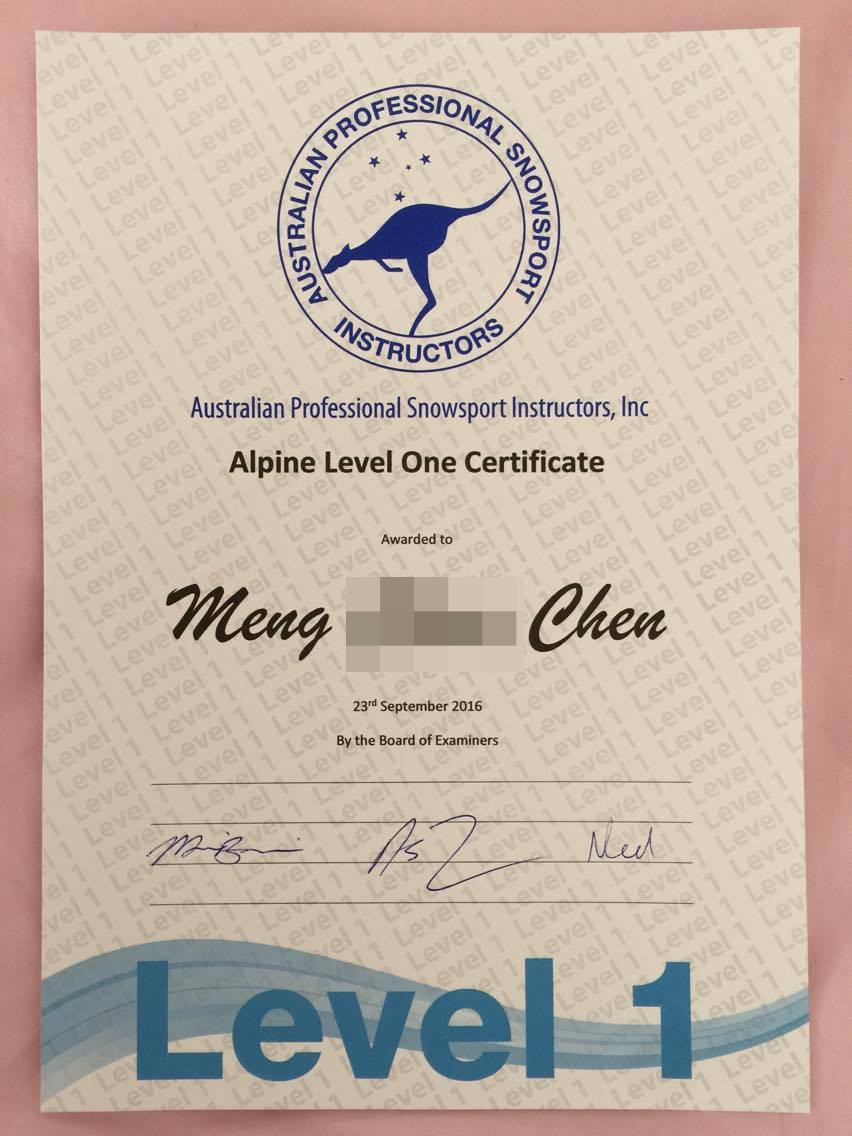 AUSTRALIAN PROFESSIONAL SNOWSPORT
INSTRUCTORS
Australian Professional Snowsport Instructors, Inc
Alpine Level One Certificate
Awarded to
Meng Chen
23rd September 2016
By the Board of Examiners
Level 1